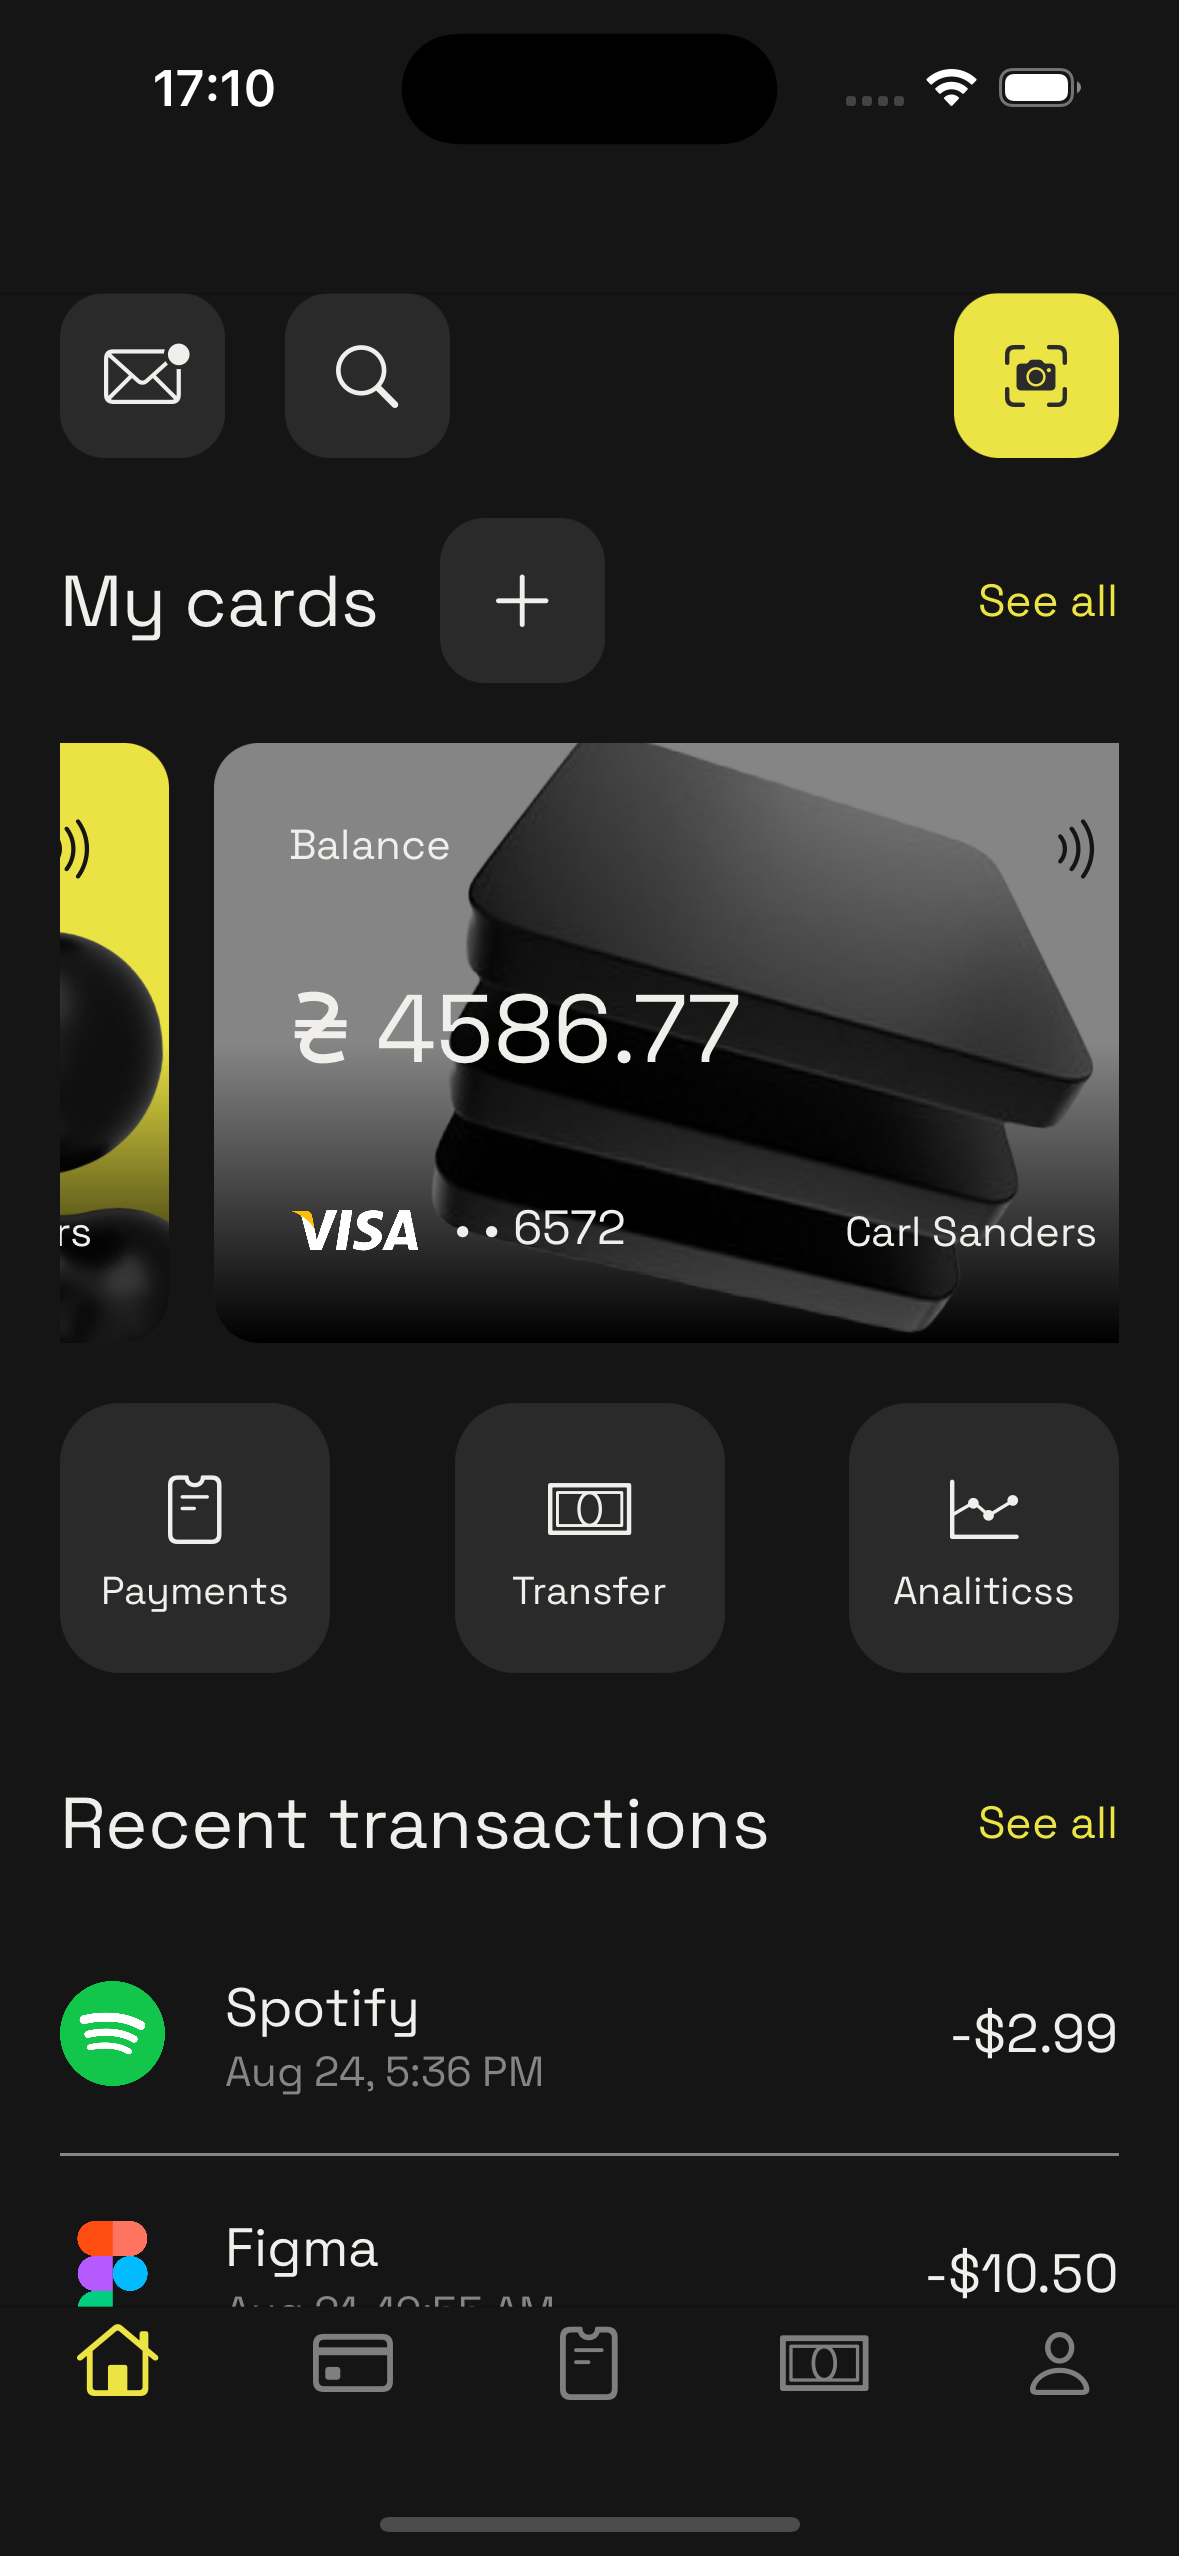 17:10
My cards
See all
Balance
₴ 4586.77
rs
VISA •• 6572
Carl Sanders
Payments
Transfer
Analiticss
Recent transactions
See all
Spotify
-$2.99
Aug 24, 5:36 PM
Figma
-$10.50